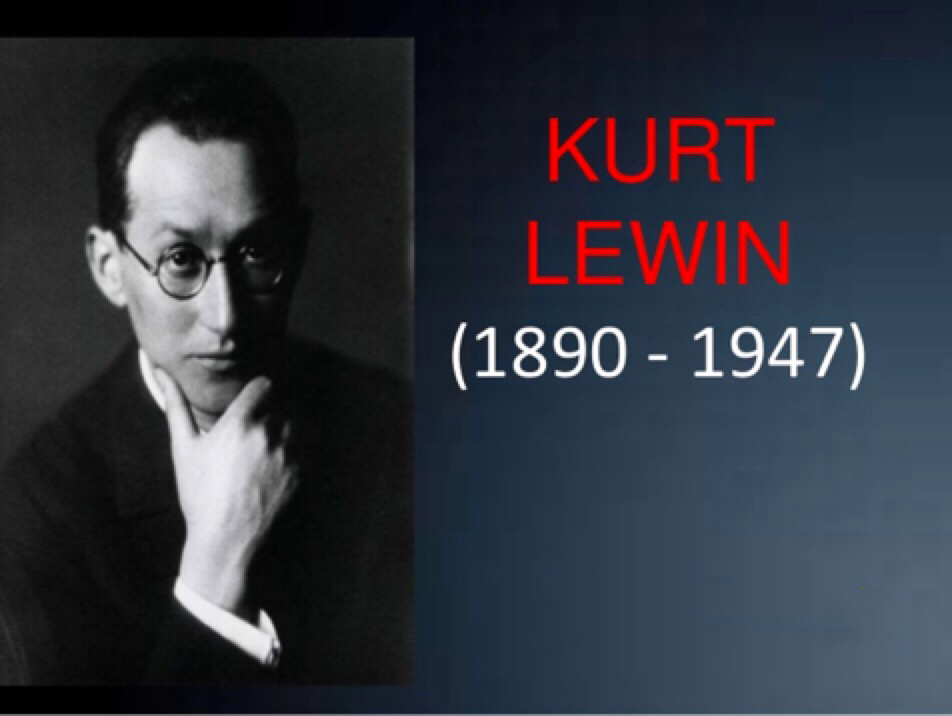 KURT
LEWIN
(1890 - 1947)